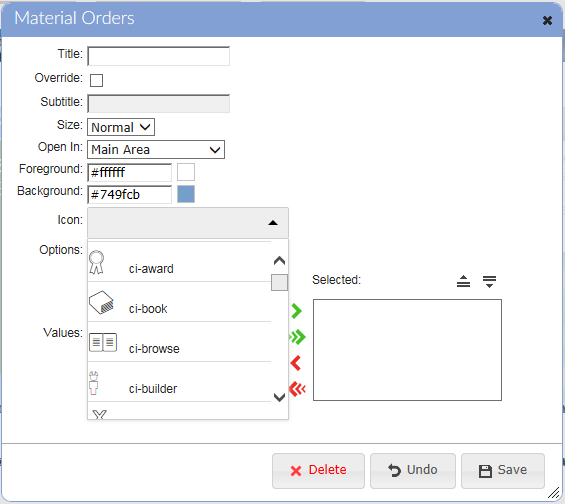 Material Orders
Title:
Override:
Subtitle:
Size: Normal
Open In: Main Area
Foreground: #ffffff
Background: #749fcb
Icon:
Options:
ci-award
Selected:
ci-book
Values:
ci-browse
ci-builder
Delete Undo Save